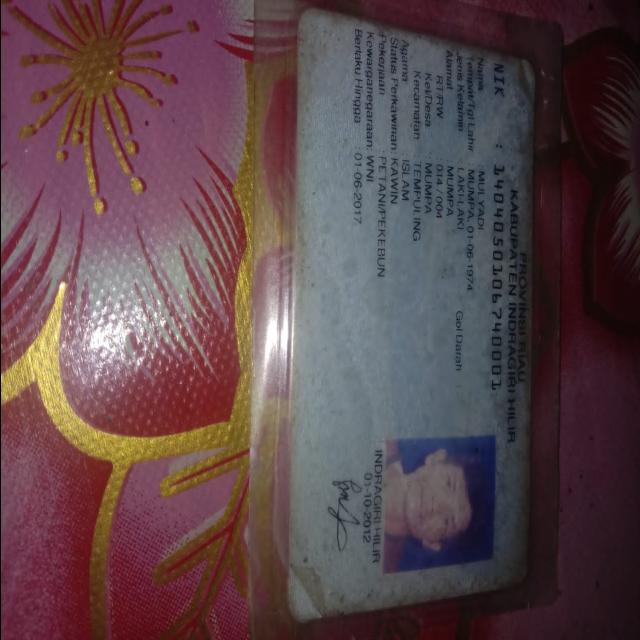 PROVINSI RIAU
KABUPATEN INDRAGIRI HILIR
NIK : 1404050106740001
Nama : MULYADI
Tempat/Tgl Lahir : MUMPA, 01-06-1974
Jenis Kelamin : LAKI-LAKI Gol Darah
Alamat : MUMPA
RT/RW : 014 / 004
Kel/Desa : MUMPA
Kecamatan : TEMPULING
Agama : ISLAM
Status Perkawinan : KAWIN
Pekerjaan : PETANI/PEKEBUN
Kewarganegaraan: WNI
Berlaku Hingga : 01-06-2017
INDRAGIRI HILIR
01-10-2012